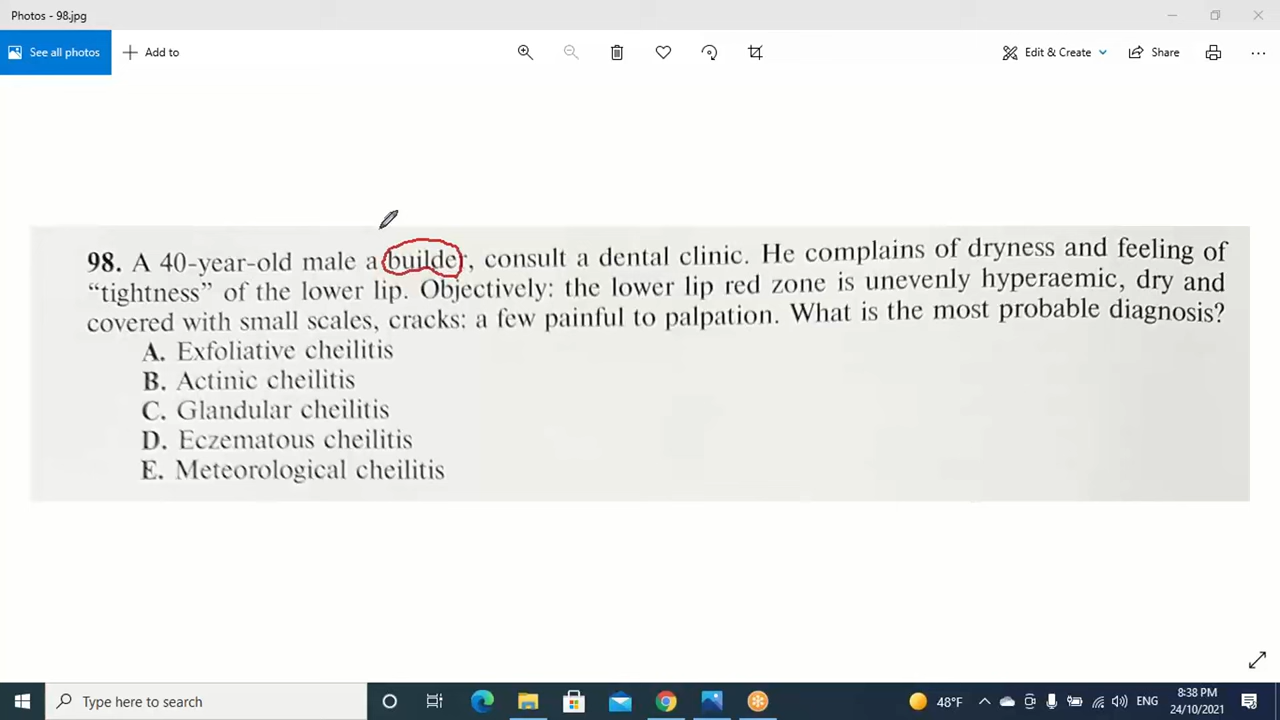 Photos - 98.jpg
See all photos
Add to
Edit & Create
Share
98. A 40-year-old male a builder, consult a dental clinic. He complains of dryness and feeling of
“tightness” of the lower lip. Objectively: the lower lip red zone is unevenly hyperaemic, dry and
covered with small scales, cracks: a few painful to palpation. What is the most probable diagnosis?
A. Exfoliative cheilitis
B. Actinic cheilitis
C. Glandular cheilitis
D. Eczematous cheilitis
E. Meteorological cheilitis
Type here to search
48°F
ENG
8:38 PM
24/10/2021